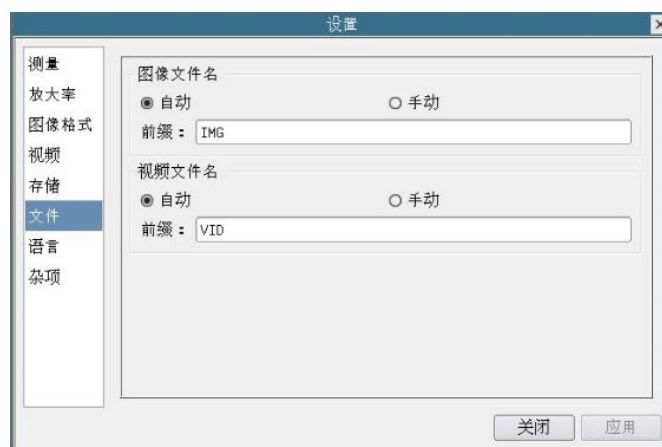 设置
测量
放大率
图像格式
视频
存储
文件
语言
杂项
图像文件名
自动 手动
前缀： IMG
视频文件名
自动 手动
前缀： VID
关闭 应用